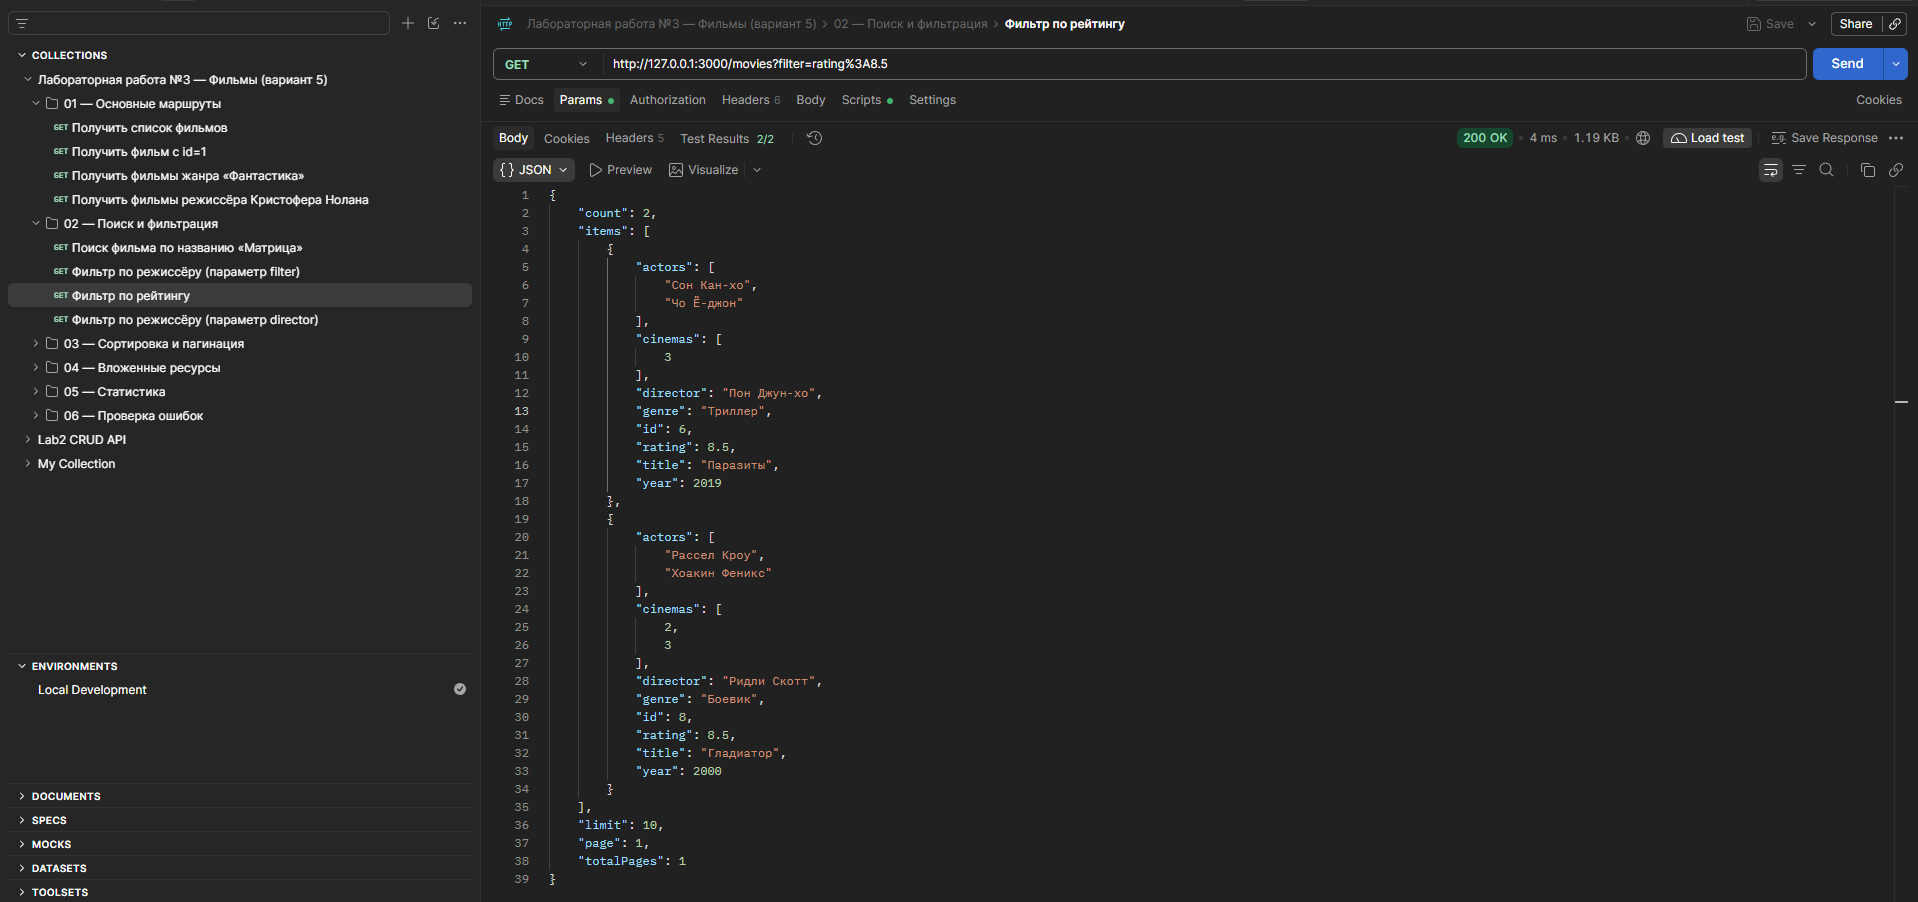 COLLECTIONS
Лабораторная работа №3 — Фильмы (вариант 5)
01 — Основные маршруты
GET Получить список фильмов
GET Получить фильм с id=1
GET Получить фильмы жанра «Фантастика»
GET Получить фильмы режиссёра Кристофера Нолана
02 — Поиск и фильтрация
GET Поиск фильма по названию «Матрица»
GET Фильтр по режиссёру (параметр filter)
GET Фильтр по рейтингу
GET Фильтр по режиссёру (параметр director)
03 — Сортировка и пагинация
04 — Вложенные ресурсы
05 — Статистика
06 — Проверка ошибок
Lab2 CRUD API
My Collection
ENVIRONMENTS
Local Development
DOCUMENTS
SPECS
MOCKS
DATASETS
TOOLSETS
HTTP Лабораторная работа №3 — Фильмы (вариант 5) > 02 — Поиск и фильтрация > Фильтр по рейтингу Save Share
GET http://127.0.0.1:3000/movies?filter=rating%3A8.5 Send
Docs Params Authorization Headers 6 Body Scripts Settings Cookies
Body Cookies Headers 5 Test Results 2/2 200 OK 4 ms 1.19 KB Load test e.g. Save Response
{} JSON Preview Visualize
1 {
2 "count": 2,
3 "items": [
4 {
5 "actors": [
6 "Сон Кан-хо",
7 "Чо Ё-джон"
8 ],
9 "cinemas": [
10 3
11 ],
12 "director": "Пон Джун-хо",
13 "genre": "Триллер",
14 "id": 6,
15 "rating": 8.5,
16 "title": "Паразиты",
17 "year": 2019
18 },
19 {
20 "actors": [
21 "Рассел Кроу",
22 "Хоакин Феникс"
23 ],
24 "cinemas": [
25 2,
26 3
27 ],
28 "director": "Ридли Скотт",
29 "genre": "Боевик",
30 "id": 8,
31 "rating": 8.5,
32 "title": "Гладиатор",
33 "year": 2000
34 }
35 ],
36 "limit": 10,
37 "page": 1,
38 "totalPages": 1
39 }